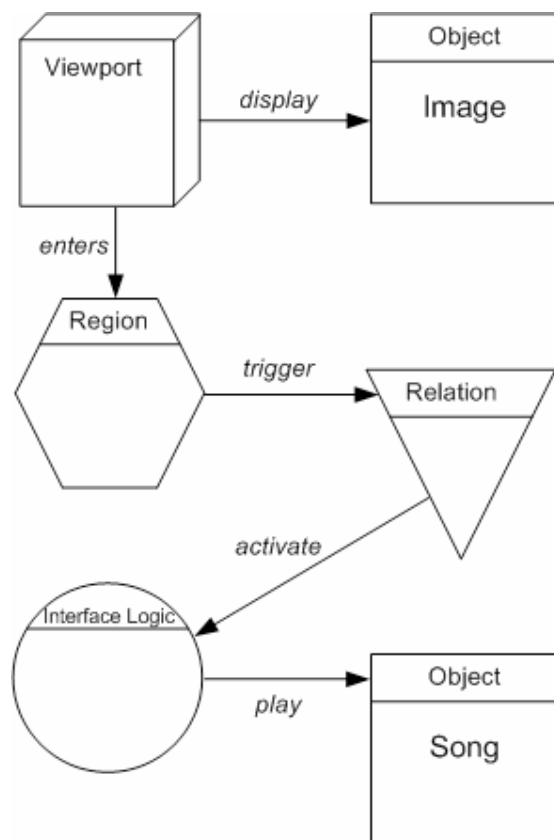 Viewport
display
Object
Image
enters
Region
trigger
Relation
activate
Interface Logic
play
Object
Song